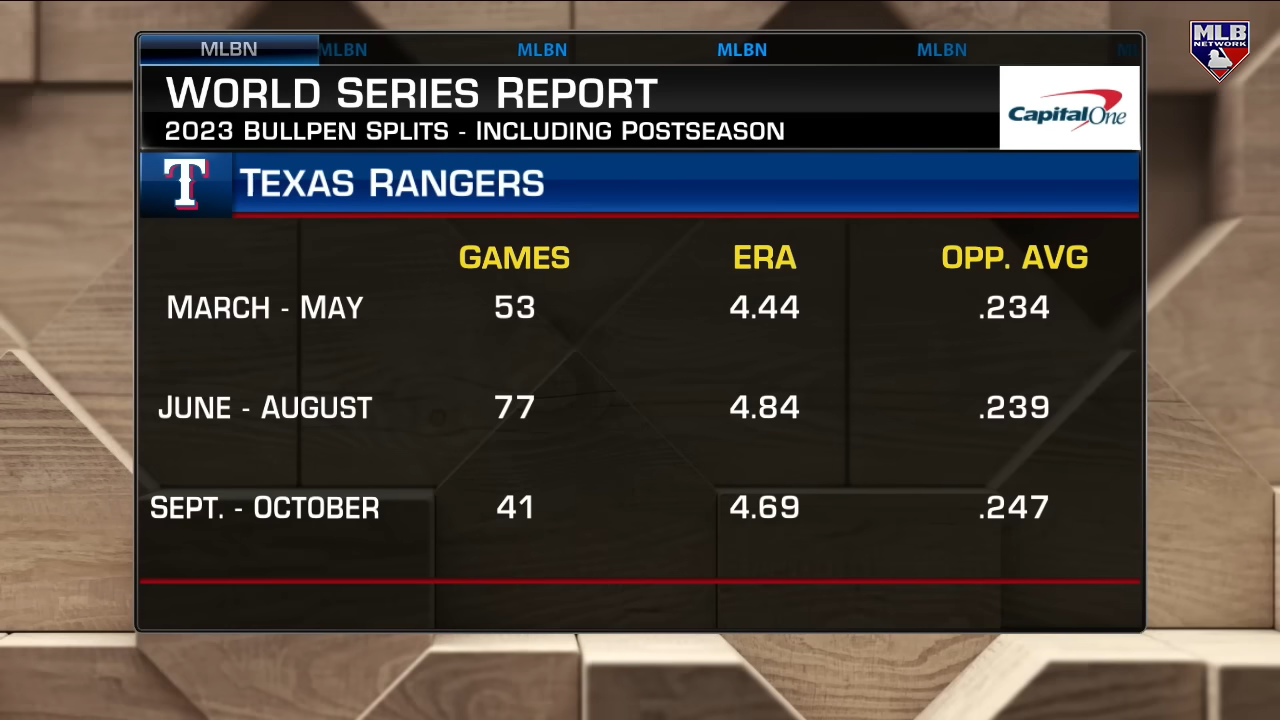 MLBN MLBN MLBN MLBN MLBN
MLB
NETWORK
WORLD SERIES REPORT
2023 BULLPEN SPLITS - INCLUDING POSTSEASON
Capital One
T TEXAS RANGERS
GAMES ERA OPP. AVG
MARCH - MAY 53 4.44 .234
JUNE - AUGUST 77 4.84 .239
SEPT. - OCTOBER 41 4.69 .247